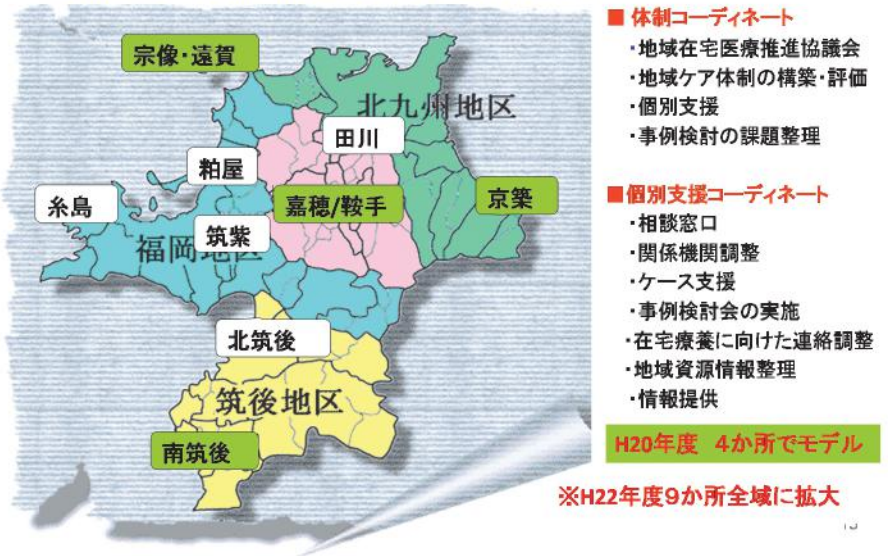 宗像・遠賀
北九州地区
田川
粕屋
糸島
嘉穂/鞍手
京築
筑紫
福岡地区
北筑後
筑後地区
南筑後
■ 体制コーディネート
・地域在宅医療推進協議会
・地域ケア体制の構築・評価
・個別支援
・事例検討の課題整理
■個別支援コーディネート
・相談窓口
・関係機関調整
・ケース支援
・事例検討会の実施
・在宅療養に向けた連絡調整
・地域資源情報整理
・情報提供
H20年度 4か所でモデル
※H22年度9か所全域に拡大